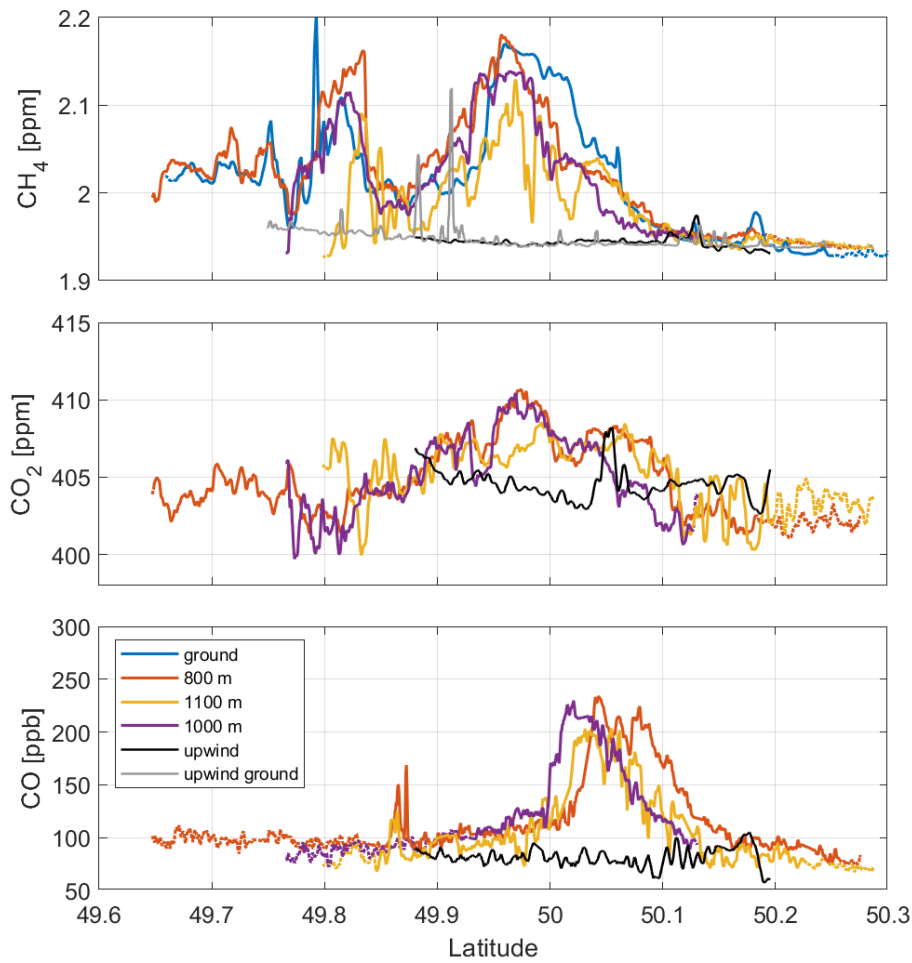 2.2
2.1
2
1.9
CH4 [ppm]
415
410
405
400
CO2 [ppm]
300
250
200
150
100
50
CO [ppb]
ground
800 m
1100 m
1000 m
upwind
upwind ground
49.6 49.7 49.8 49.9 50 50.1 50.2 50.3
Latitude